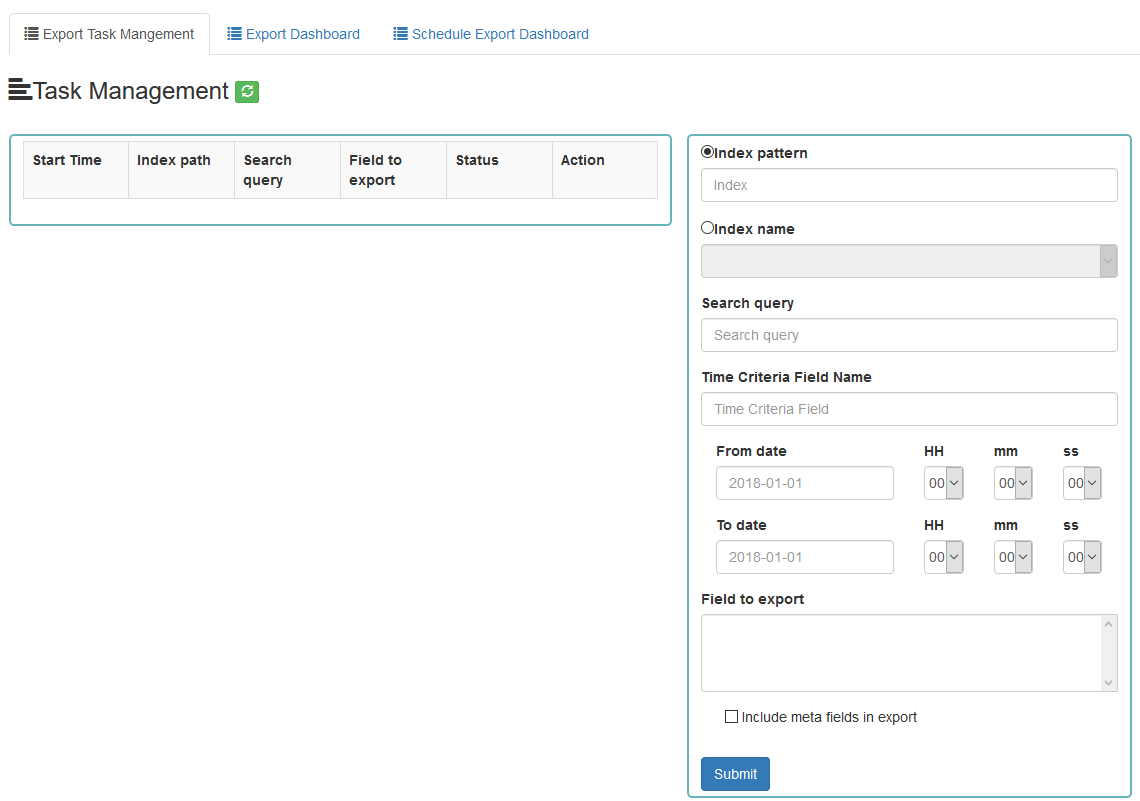 Export Task Mangement Export Dashboard Schedule Export Dashboard
Task Management
Start Time Index path Search query Field to export Status Action
Index pattern
Index
Index name
Search query
Search query
Time Criteria Field Name
Time Criteria Field
From date HH mm ss
2018-01-01 00 00 00
To date HH mm ss
2018-01-01 00 00 00
Field to export
Include meta fields in export
Submit